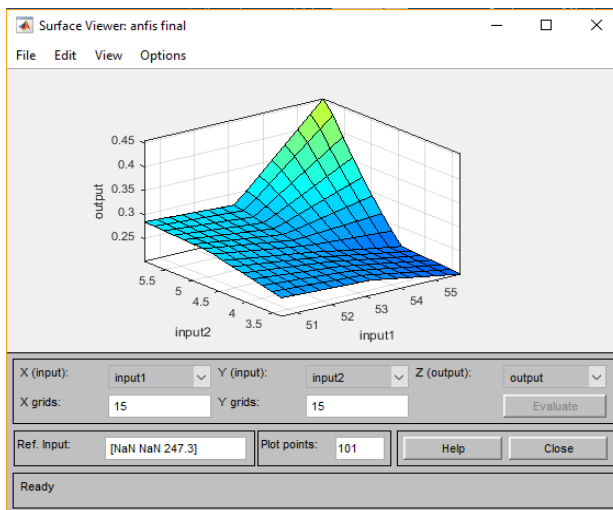 Surface Viewer: anfis final
File Edit View Options
0.45
0.4
0.35
0.3
0.25
output
5.5
5
4.5
4
3.5
input2
51
52
53
54
55
input1
X (input): input1 Y (input): input2 Z (output): output
X grids: 15 Y grids: 15 Evaluate
Ref. Input: [NaN NaN 247.3] Plot points: 101 Help Close
Ready